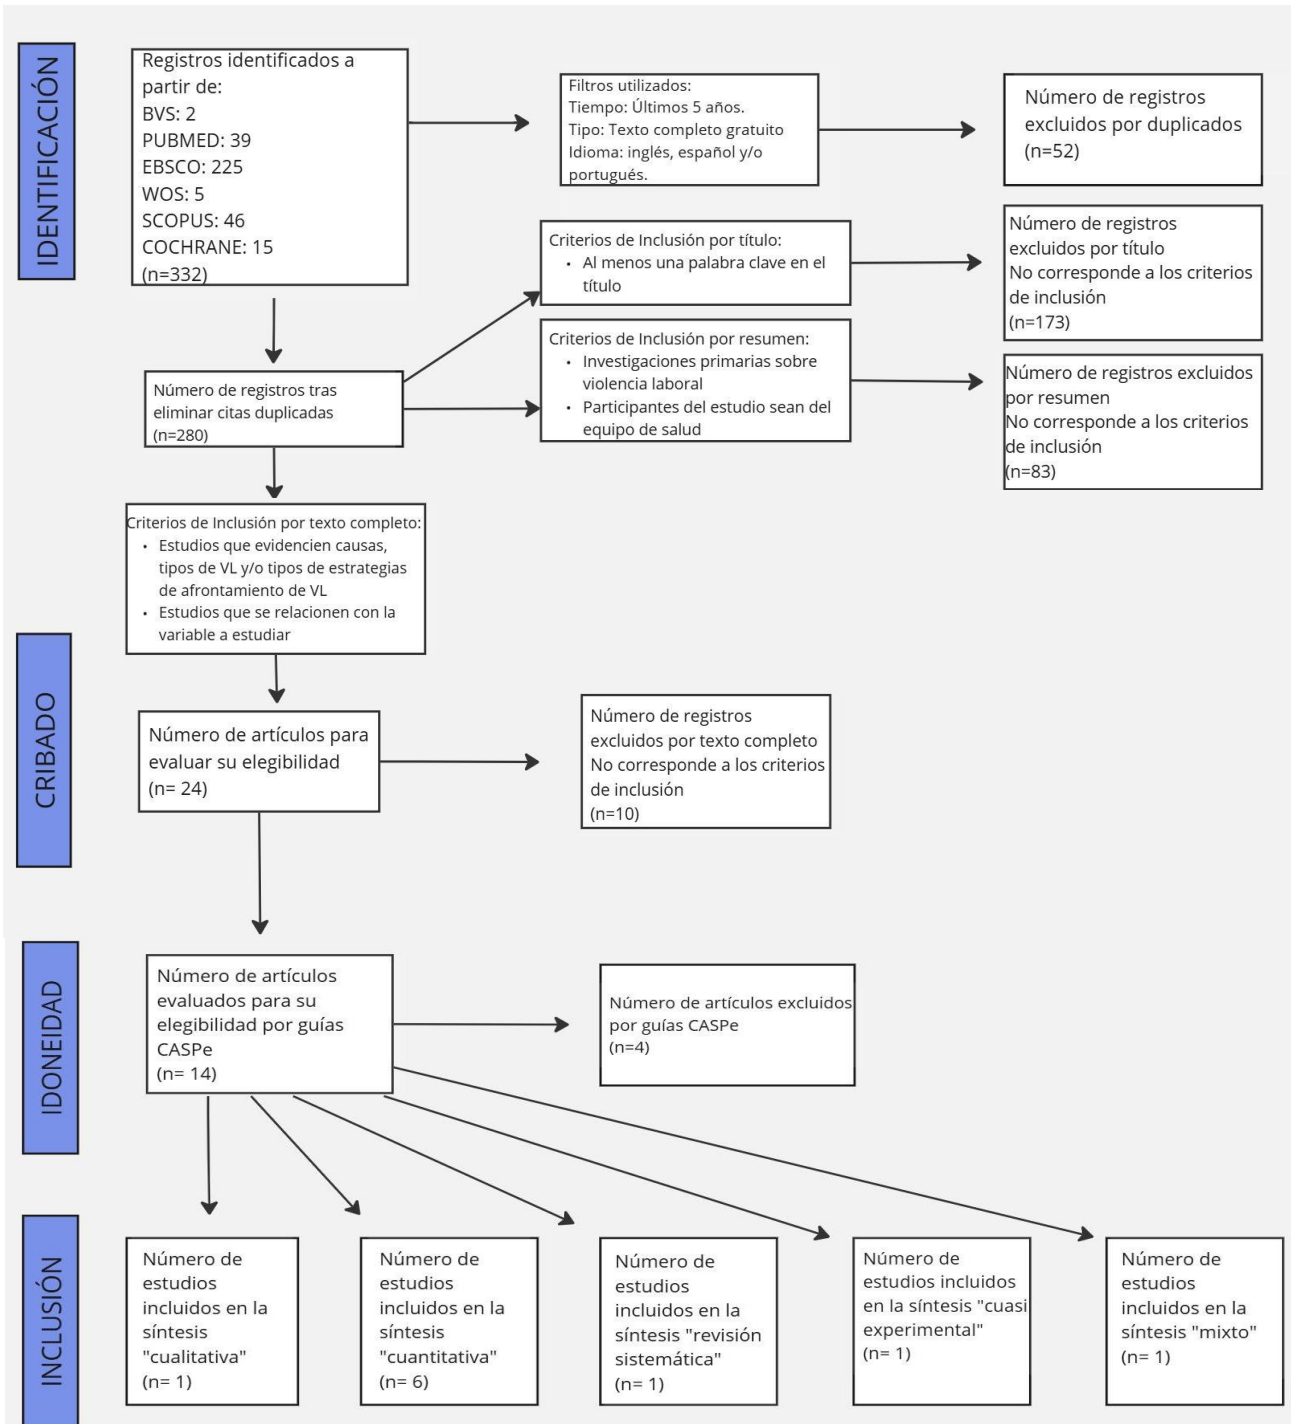 IDENTIFICACIÓN
Registros identificados a
partir de:
BVS: 2
PUBMED: 39
EBSCO: 225
WOS: 5
SCOPUS: 46
COCHRANE: 15
(n=332)
Filtros utilizados:
Tiempo: Últimos 5 años.
Tipo: Texto completo gratuito
Idioma: inglés, español y/o
portugués.
Número de registros
excluidos por duplicados
(n=52)
Número de registros tras
eliminar citas duplicadas
(n=280)
Criterios de Inclusión por título:
• Al menos una palabra clave en el
título
Número de registros
excluidos por título
No corresponde a los criterios
de inclusión
(n=173)
Criterios de Inclusión por resumen:
• Investigaciones primarias sobre
violencia laboral
• Participantes del estudio sean del
equipo de salud
Número de registros excluidos
por resumen
No corresponde a los criterios
de inclusión
(n=83)
Criterios de Inclusión por texto completo:
• Estudios que evidencien causas,
tipos de VL y/o tipos de estrategias
de afrontamiento de VL
• Estudios que se relacionen con la
variable a estudiar
CRIBADO
Número de artículos para
evaluar su elegibilidad
(n= 24)
Número de registros
excluidos por texto completo
No corresponde a los criterios
de inclusión
(n=10)
IDONEIDAD
Número de artículos
evaluados para su
elegibilidad por guías
CASPe
(n= 14)
Número de artículos excluidos
por guías CASPe
(n=4)
INCLUSIÓN
Número de
estudios
incluidos en la
síntesis
"cualitativa"
(n= 1)
Número de
estudios
incluidos en la
síntesis
"cuantitativa"
(n= 6)
Número de
estudios
incluidos en la
síntesis "revisión
sistemática"
(n= 1)
Número de
estudios incluidos
en la síntesis "cuasi
experimental"
(n= 1)
Número de
estudios
incluidos en la
síntesis "mixto"
(n= 1)